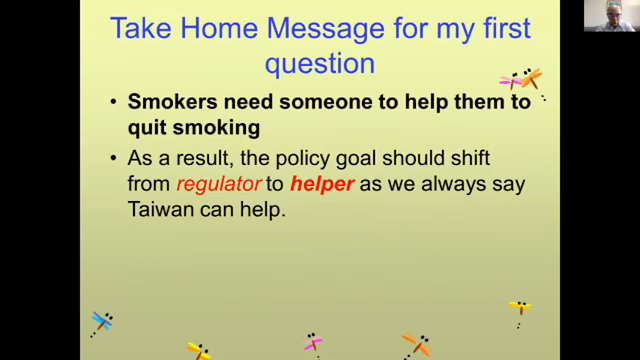 Take Home Message for my first
question
• Smokers need someone to help them to
quit smoking
• As a result, the policy goal should shift
from regulator to helper as we always say
Taiwan can help.